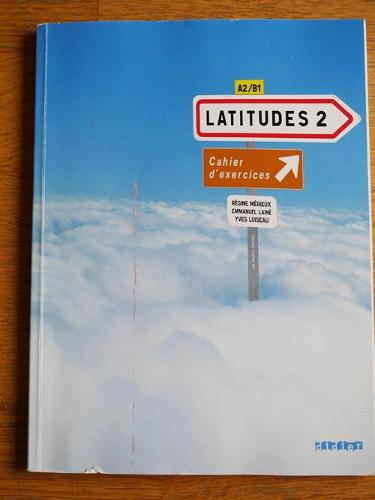 A2/B1
LATITUDES 2
Cahier
d'exercices
RÉGINE MÉRIEUX
EMMANUEL LAINÉ
YVES LOISEAU
didier